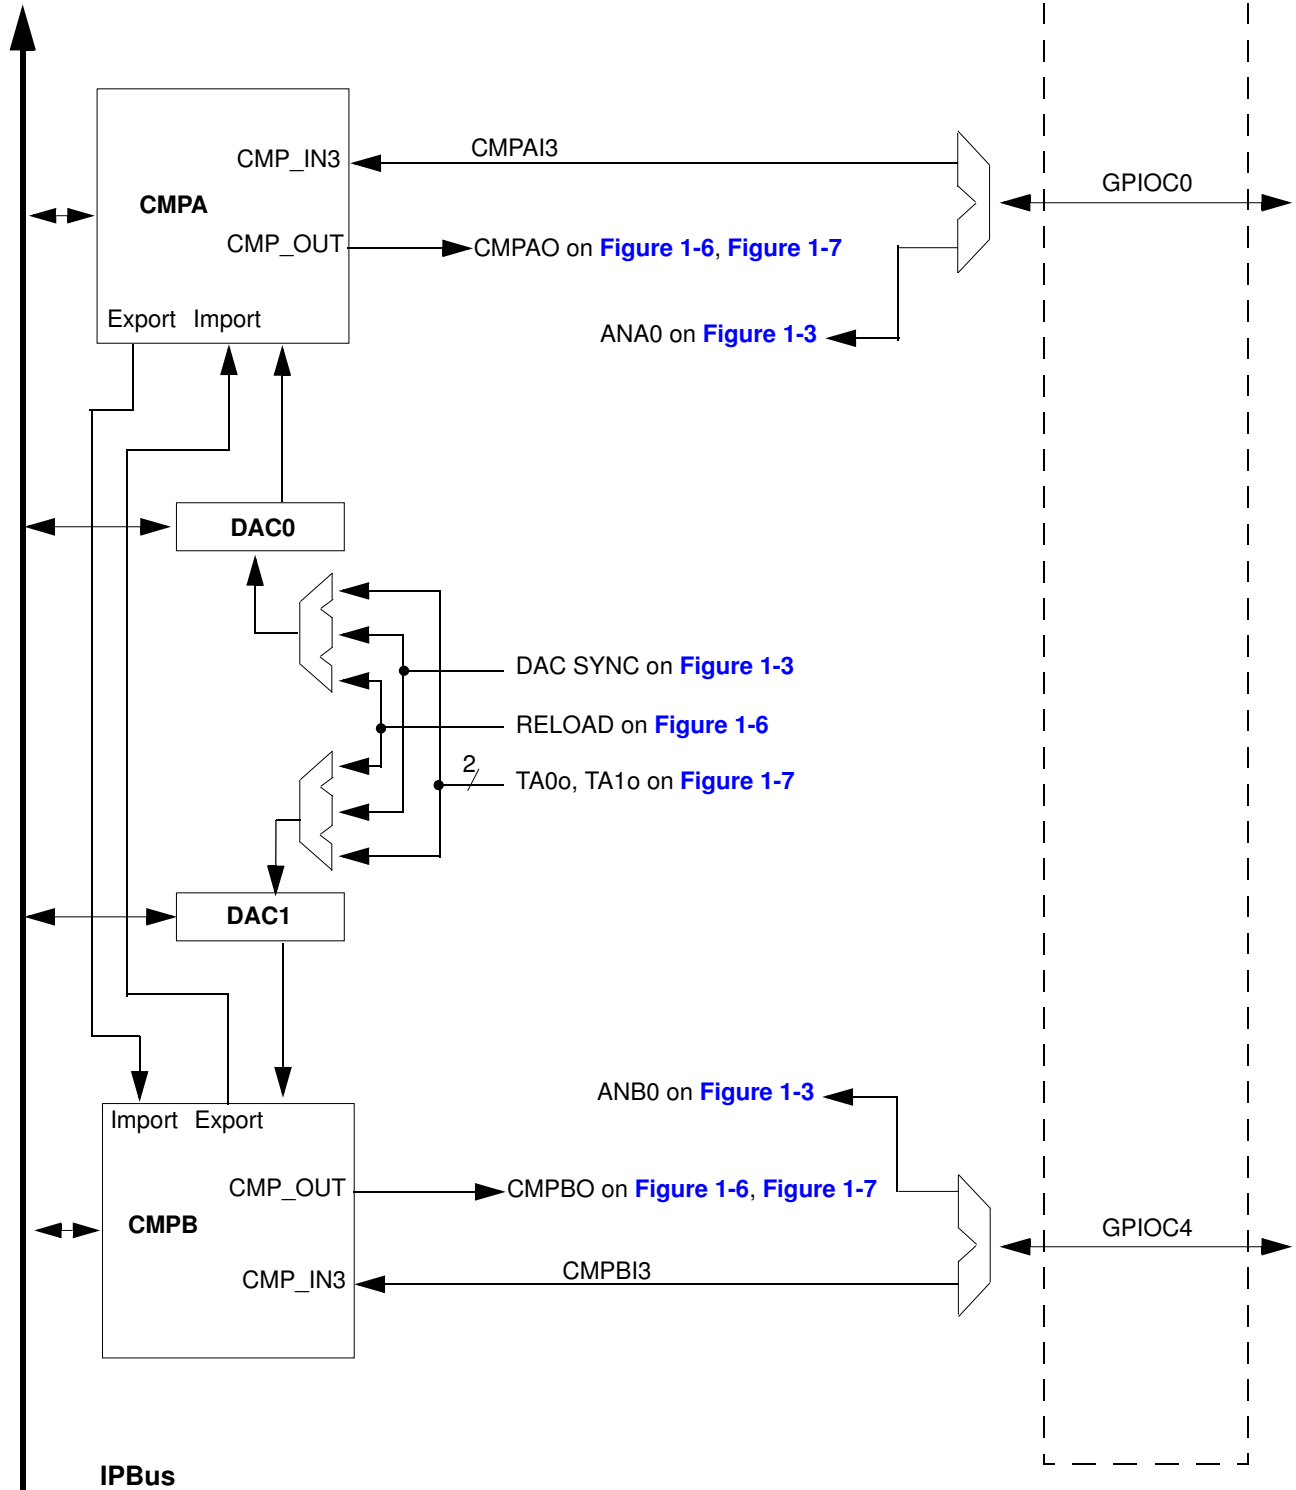 CMPAI3
CMP_IN3
GPIOC0
CMPA
CMP_OUT
CMPAO on Figure 1-6, Figure 1-7
Export Import
ANA0 on Figure 1-3
DAC0
DAC SYNC on Figure 1-3
RELOAD on Figure 1-6
2
TA0o, TA1o on Figure 1-7
DAC1
ANB0 on Figure 1-3
Import Export
CMP_OUT
CMPBO on Figure 1-6, Figure 1-7
CMPB
GPIOC4
CMPBI3
CMP_IN3
IPBus